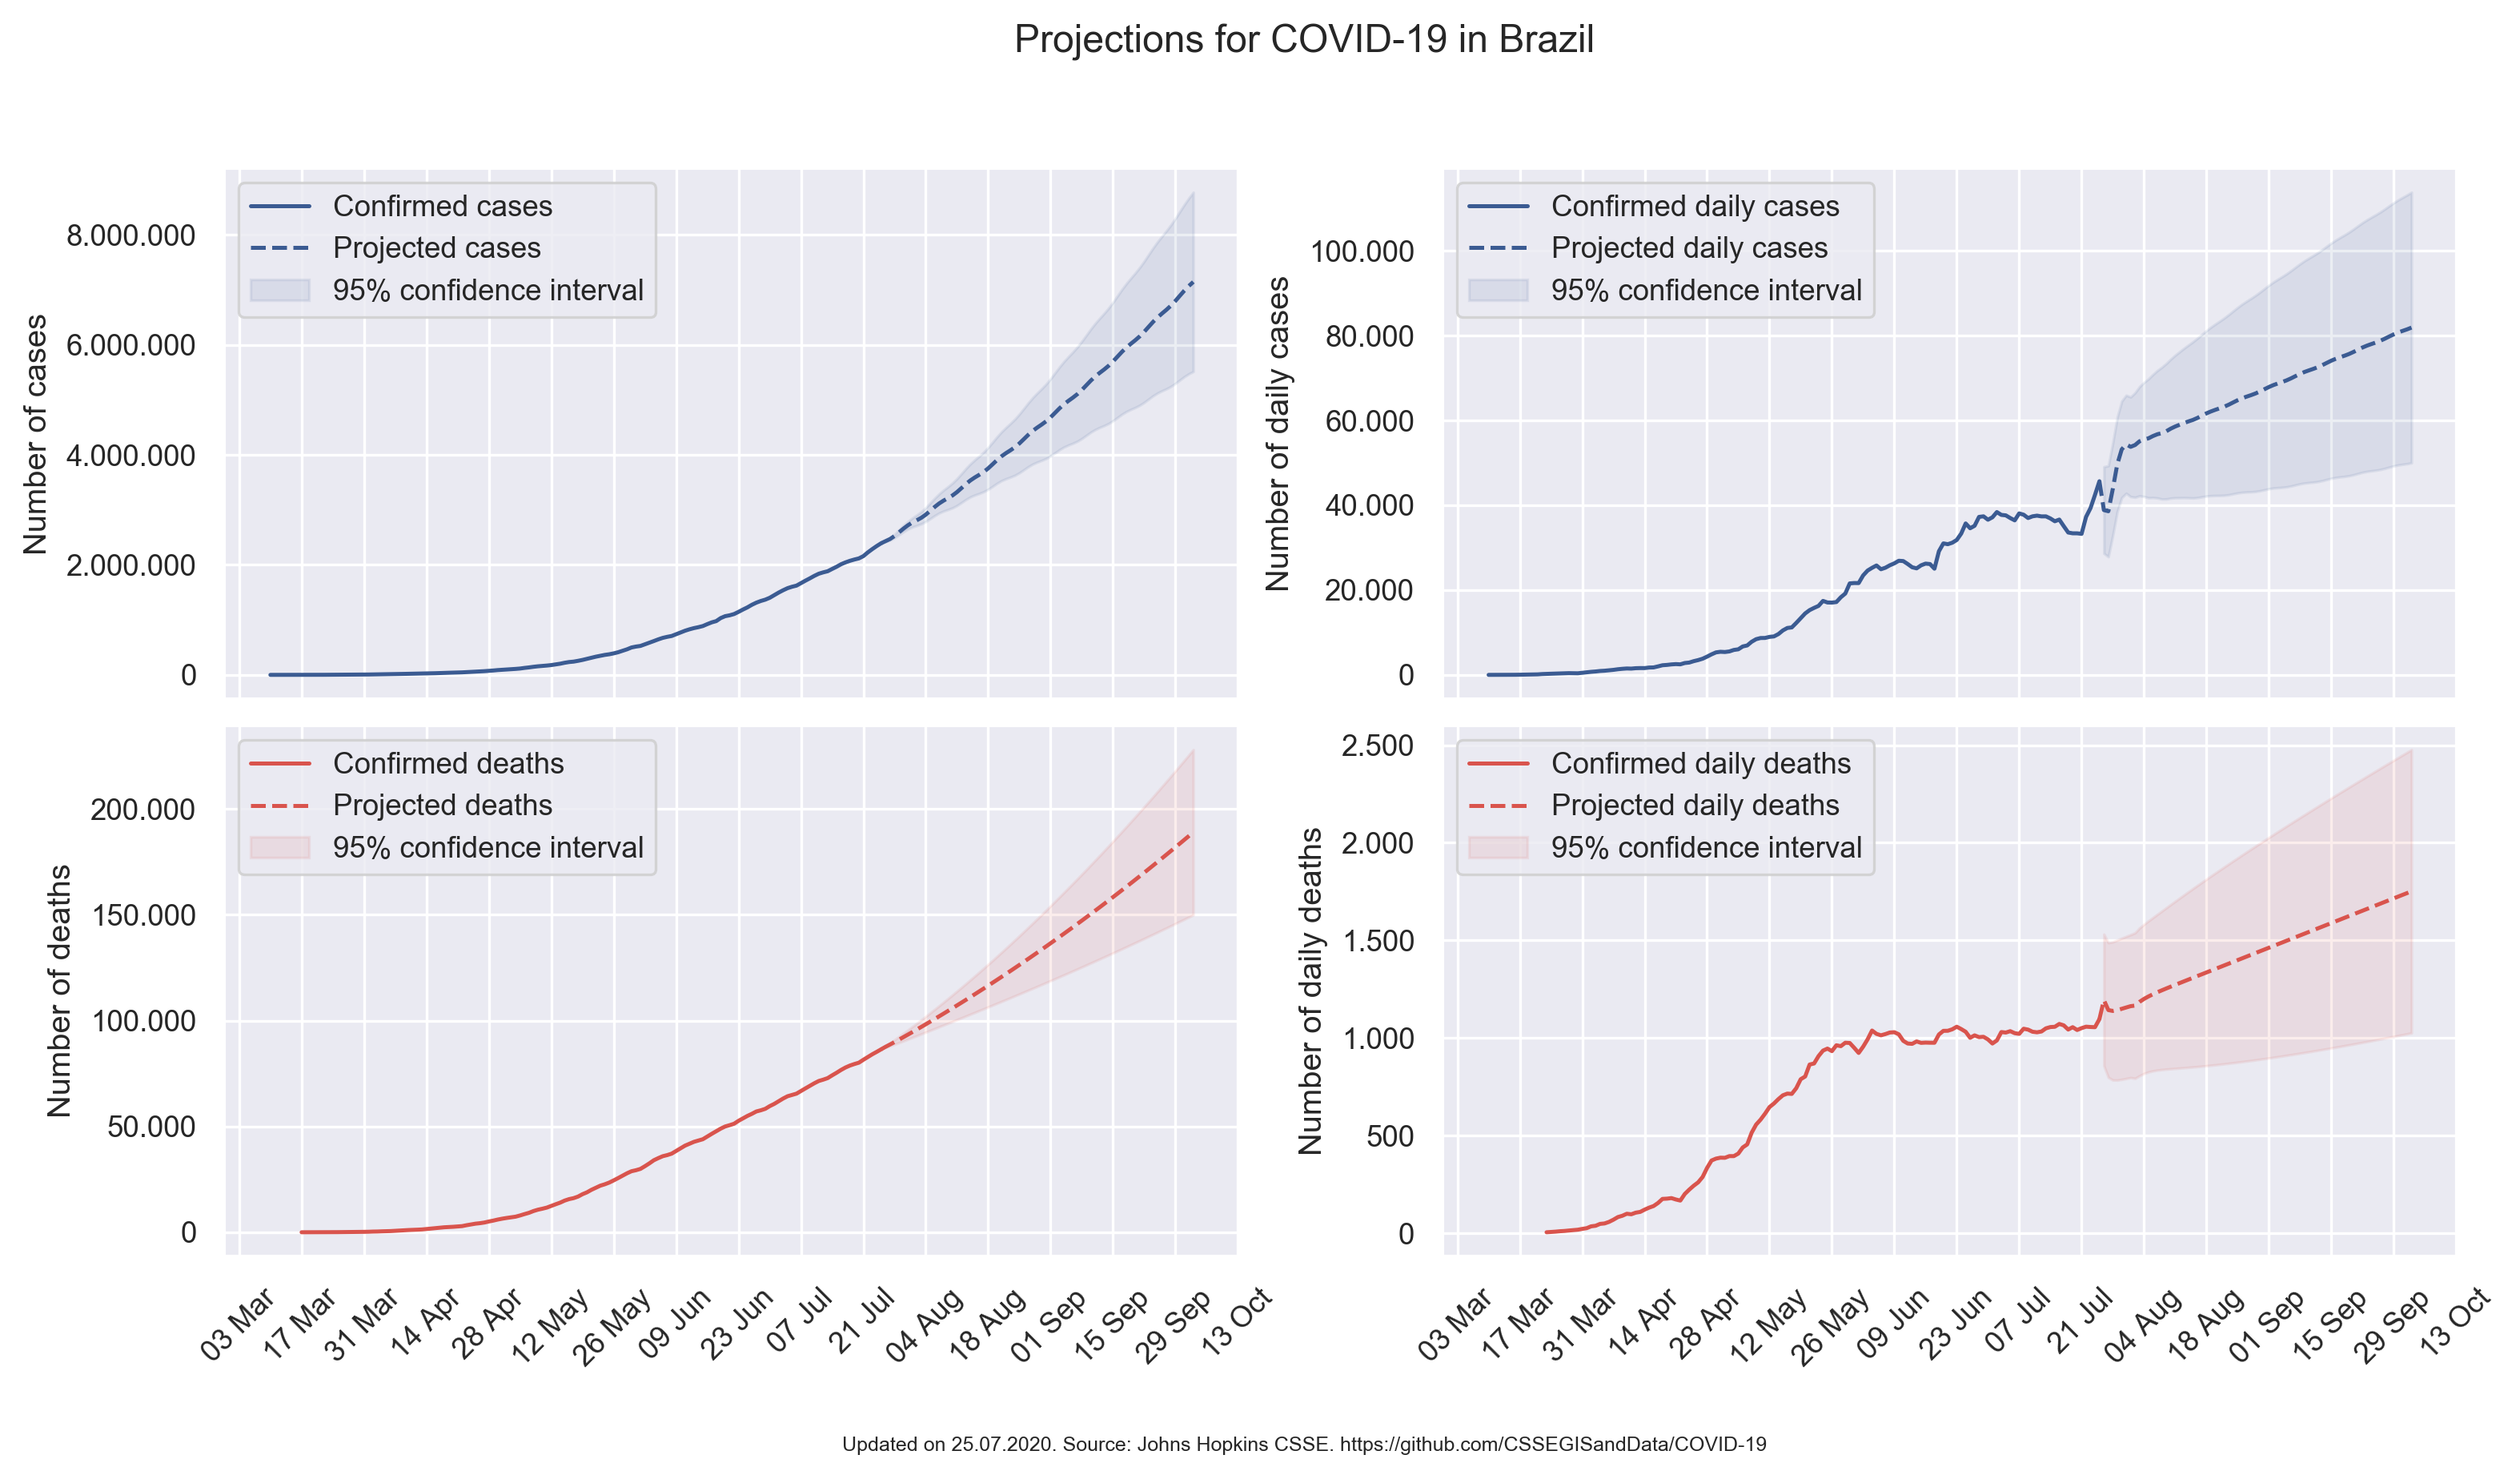 Projections for COVID-19 in Brazil
Number of cases
8.000.000
6.000.000
4.000.000
2.000.000
0
Confirmed cases
Projected cases
95% confidence interval
Number of daily cases
100.000
80.000
60.000
40.000
20.000
0
Confirmed daily cases
Projected daily cases
95% confidence interval
Number of deaths
200.000
150.000
100.000
50.000
0
Confirmed deaths
Projected deaths
95% confidence interval
03 Mar
17 Mar
31 Mar
14 Apr
28 Apr
12 May
26 May
09 Jun
23 Jun
07 Jul
21 Jul
04 Aug
18 Aug
01 Sep
15 Sep
29 Sep
13 Oct
Number of daily deaths
2.500
2.000
1.500
1.000
500
0
Confirmed daily deaths
Projected daily deaths
95% confidence interval
03 Mar
17 Mar
31 Mar
14 Apr
28 Apr
12 May
26 May
09 Jun
23 Jun
07 Jul
21 Jul
04 Aug
18 Aug
01 Sep
15 Sep
29 Sep
13 Oct
Updated on 25.07.2020. Source: Johns Hopkins CSSE. https://github.com/CSSEGISandData/COVID-19